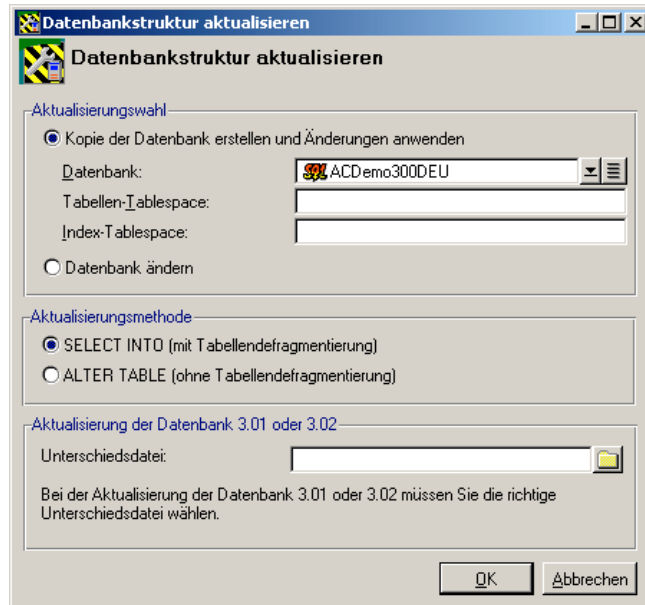 Datenbankstruktur aktualisieren
Datenbankstruktur aktualisieren
Aktualisierungswahl
Kopie der Datenbank erstellen und Änderungen anwenden
Datenbank: SQL ACDemo300DEU
Tabellen-Tablespace:
Index-Tablespace:
Datenbank ändern
Aktualisierungsmethode
SELECT INTO (mit Tabellendefragmentierung)
ALTER TABLE (ohne Tabellendefragmentierung)
Aktualisierung der Datenbank 3.01 oder 3.02
Unterschiedsdatei:
Bei der Aktualisierung der Datenbank 3.01 oder 3.02 müssen Sie die richtige
Unterschiedsdatei wählen.
OK Abbrechen